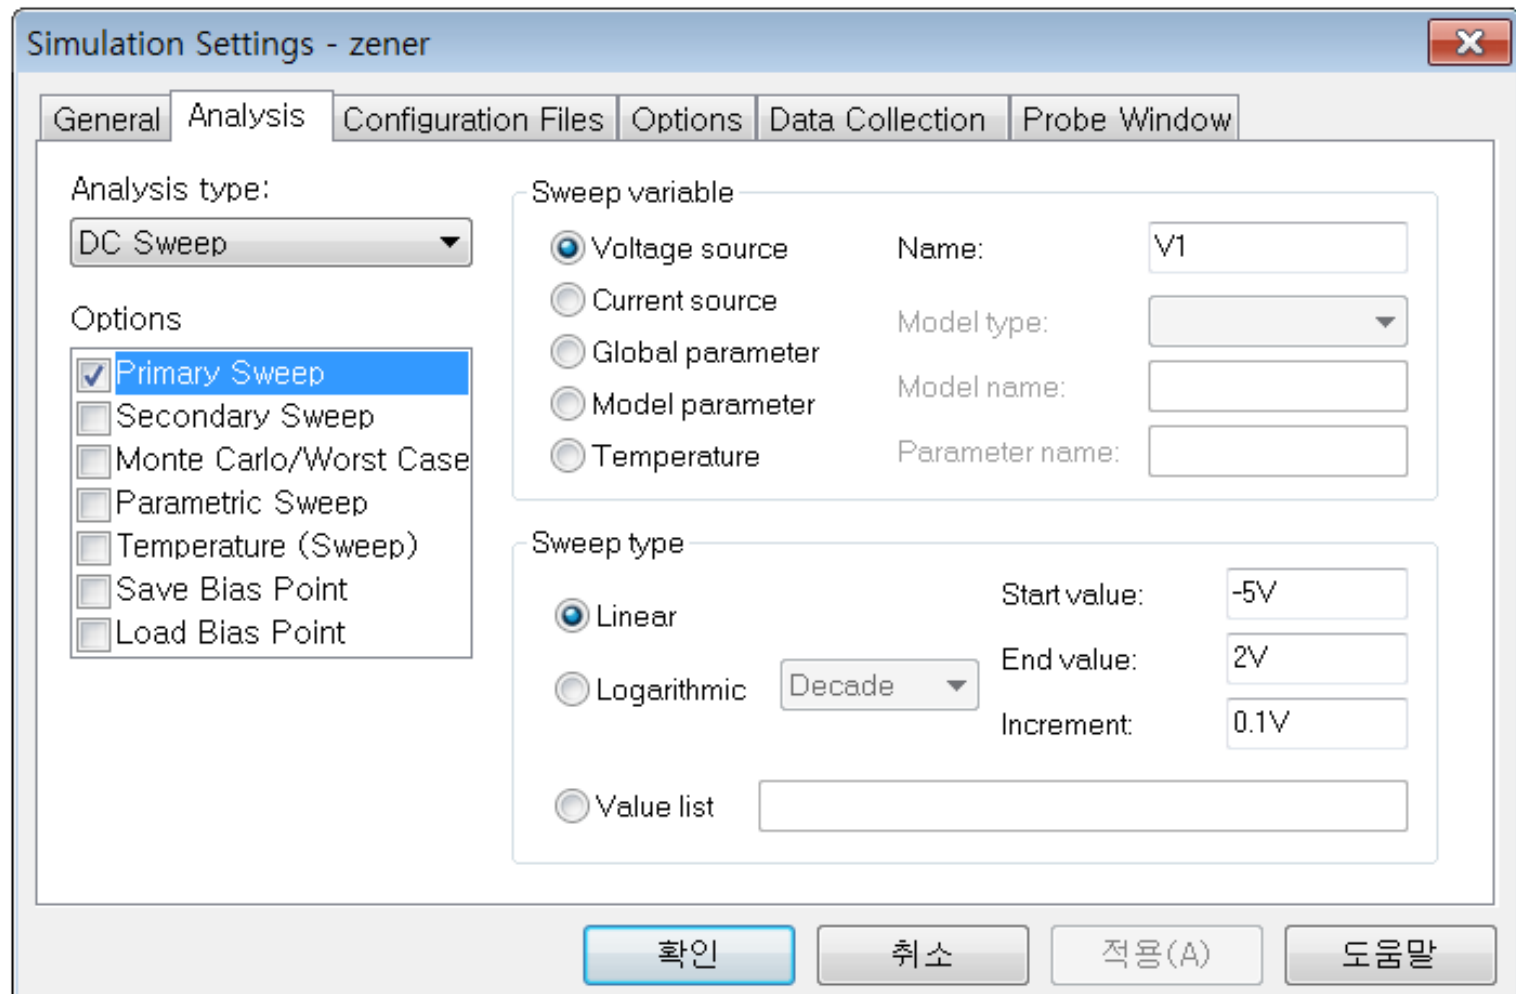 Simulation Settings - zener
General Analysis Configuration Files Options Data Collection Probe Window
Analysis type:
DC Sweep
Options
Primary Sweep
Secondary Sweep
Monte Carlo/Worst Case
Parametric Sweep
Temperature (Sweep)
Save Bias Point
Load Bias Point
Sweep variable
Voltage source
Current source
Global parameter
Model parameter
Temperature
Name: V1
Model type:
Model name:
Parameter name:
Sweep type
Linear
Logarithmic Decade
Start value: -5V
End value: 2V
Increment: 0.1V
Value list
확인 취소 적용(A) 도움말